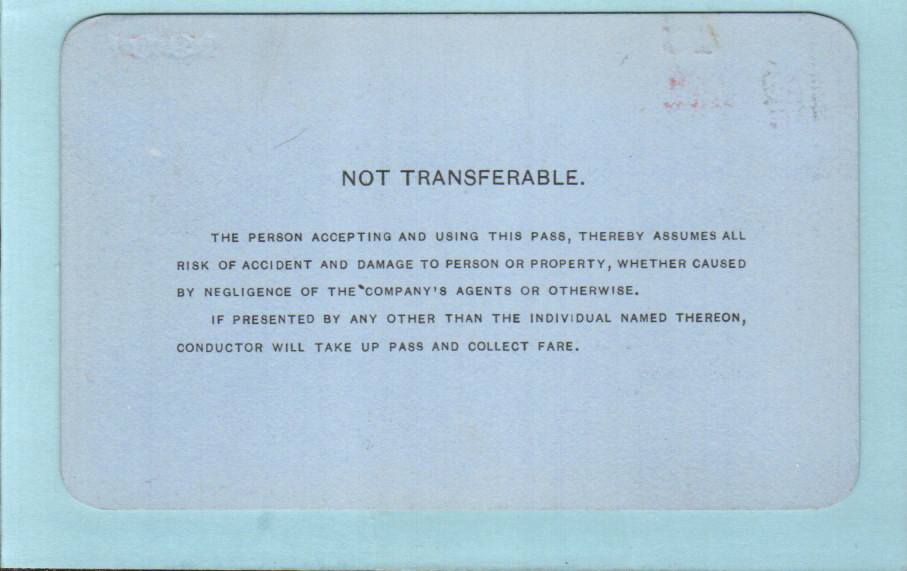 NOT TRANSFERABLE.
THE PERSON ACCEPTING AND USING THIS PASS, THEREBY ASSUMES ALL
RISK OF ACCIDENT AND DAMAGE TO PERSON OR PROPERTY, WHETHER CAUSED
BY NEGLIGENCE OF THE COMPANY'S AGENTS OR OTHERWISE.
IF PRESENTED BY ANY OTHER THAN THE INDIVIDUAL NAMED THEREON,
CONDUCTOR WILL TAKE UP PASS AND COLLECT FARE.